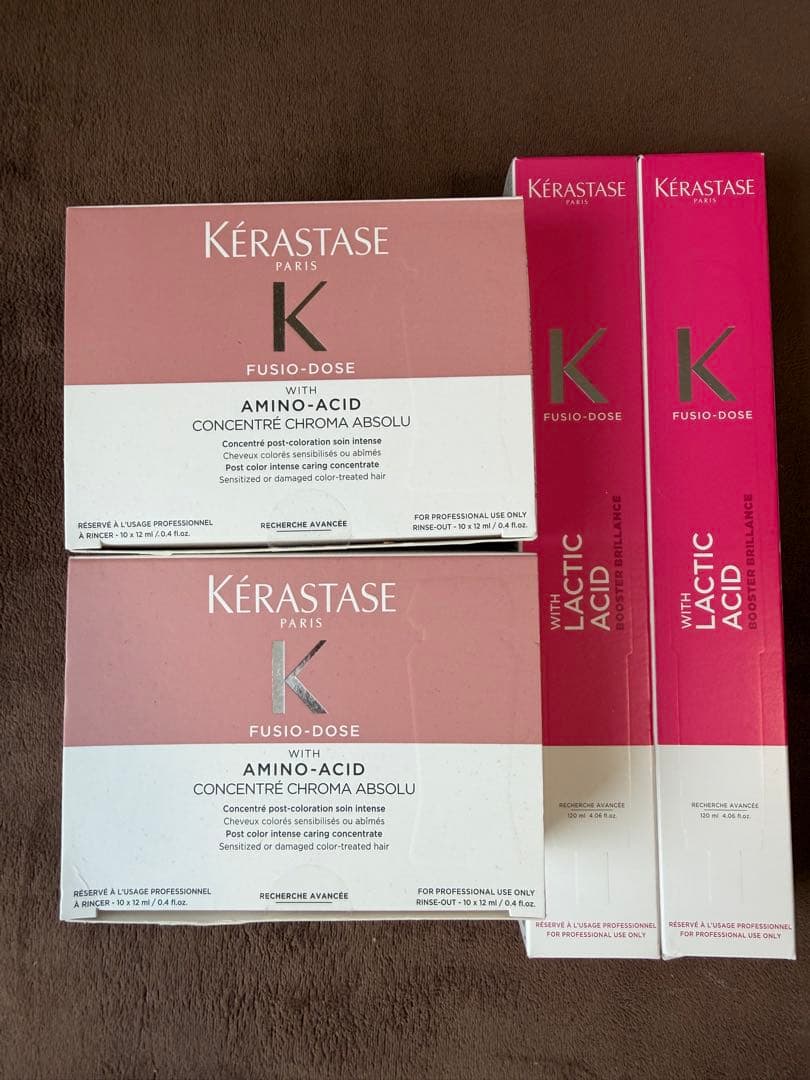 KÉRASTASE
PARIS
K
FUSIO-DOSE
WITH
AMINO-ACID
CONCENTRÉ CHROMA ABSOLU
Concentré post-coloration soin intense
Cheveux colorés sensibilisés ou abîmés
Post color intense caring concentrate
Sensitized or damaged color-treated hair
RÉSERVÉ À L'USAGE PROFESSIONNEL
À RINCER - 10 x 12 ml / 0.4 fl.oz.
RECHERCHE AVANCÉE
FOR PROFESSIONAL USE ONLY
RINSE-OUT - 10 x 12 ml / 0.4 fl.oz.
KÉRASTASE
PARIS
K
FUSIO-DOSE
WITH
AMINO-ACID
CONCENTRÉ CHROMA ABSOLU
Concentré post-coloration soin intense
Cheveux colorés sensibilisés ou abîmés
Post color intense caring concentrate
Sensitized or damaged color-treated hair
RÉSERVÉ À L'USAGE PROFESSIONNEL
À RINCER - 10 x 12 ml / 0.4 fl.oz.
RECHERCHE AVANCÉE
FOR PROFESSIONAL USE ONLY
RINSE-OUT - 10 x 12 ml / 0.4 fl.oz.
KÉRASTASE
PARIS
K
FUSIO-DOSE
WITH
LACTIC
ACID
BOOSTER BRILLANCE
RECHERCHE AVANCÉE
120 ml 4.06 fl.oz.
RÉSERVÉ À L'USAGE PROFESSIONNEL
FOR PROFESSIONAL USE ONLY
KÉRASTASE
PARIS
K
FUSIO-DOSE
WITH
LACTIC
ACID
BOOSTER BRILLANCE
RECHERCHE AVANCÉE
120 ml 4.06 fl.oz.
RÉSERVÉ À L'USAGE PROFESSIONNEL
FOR PROFESSIONAL USE ONLY